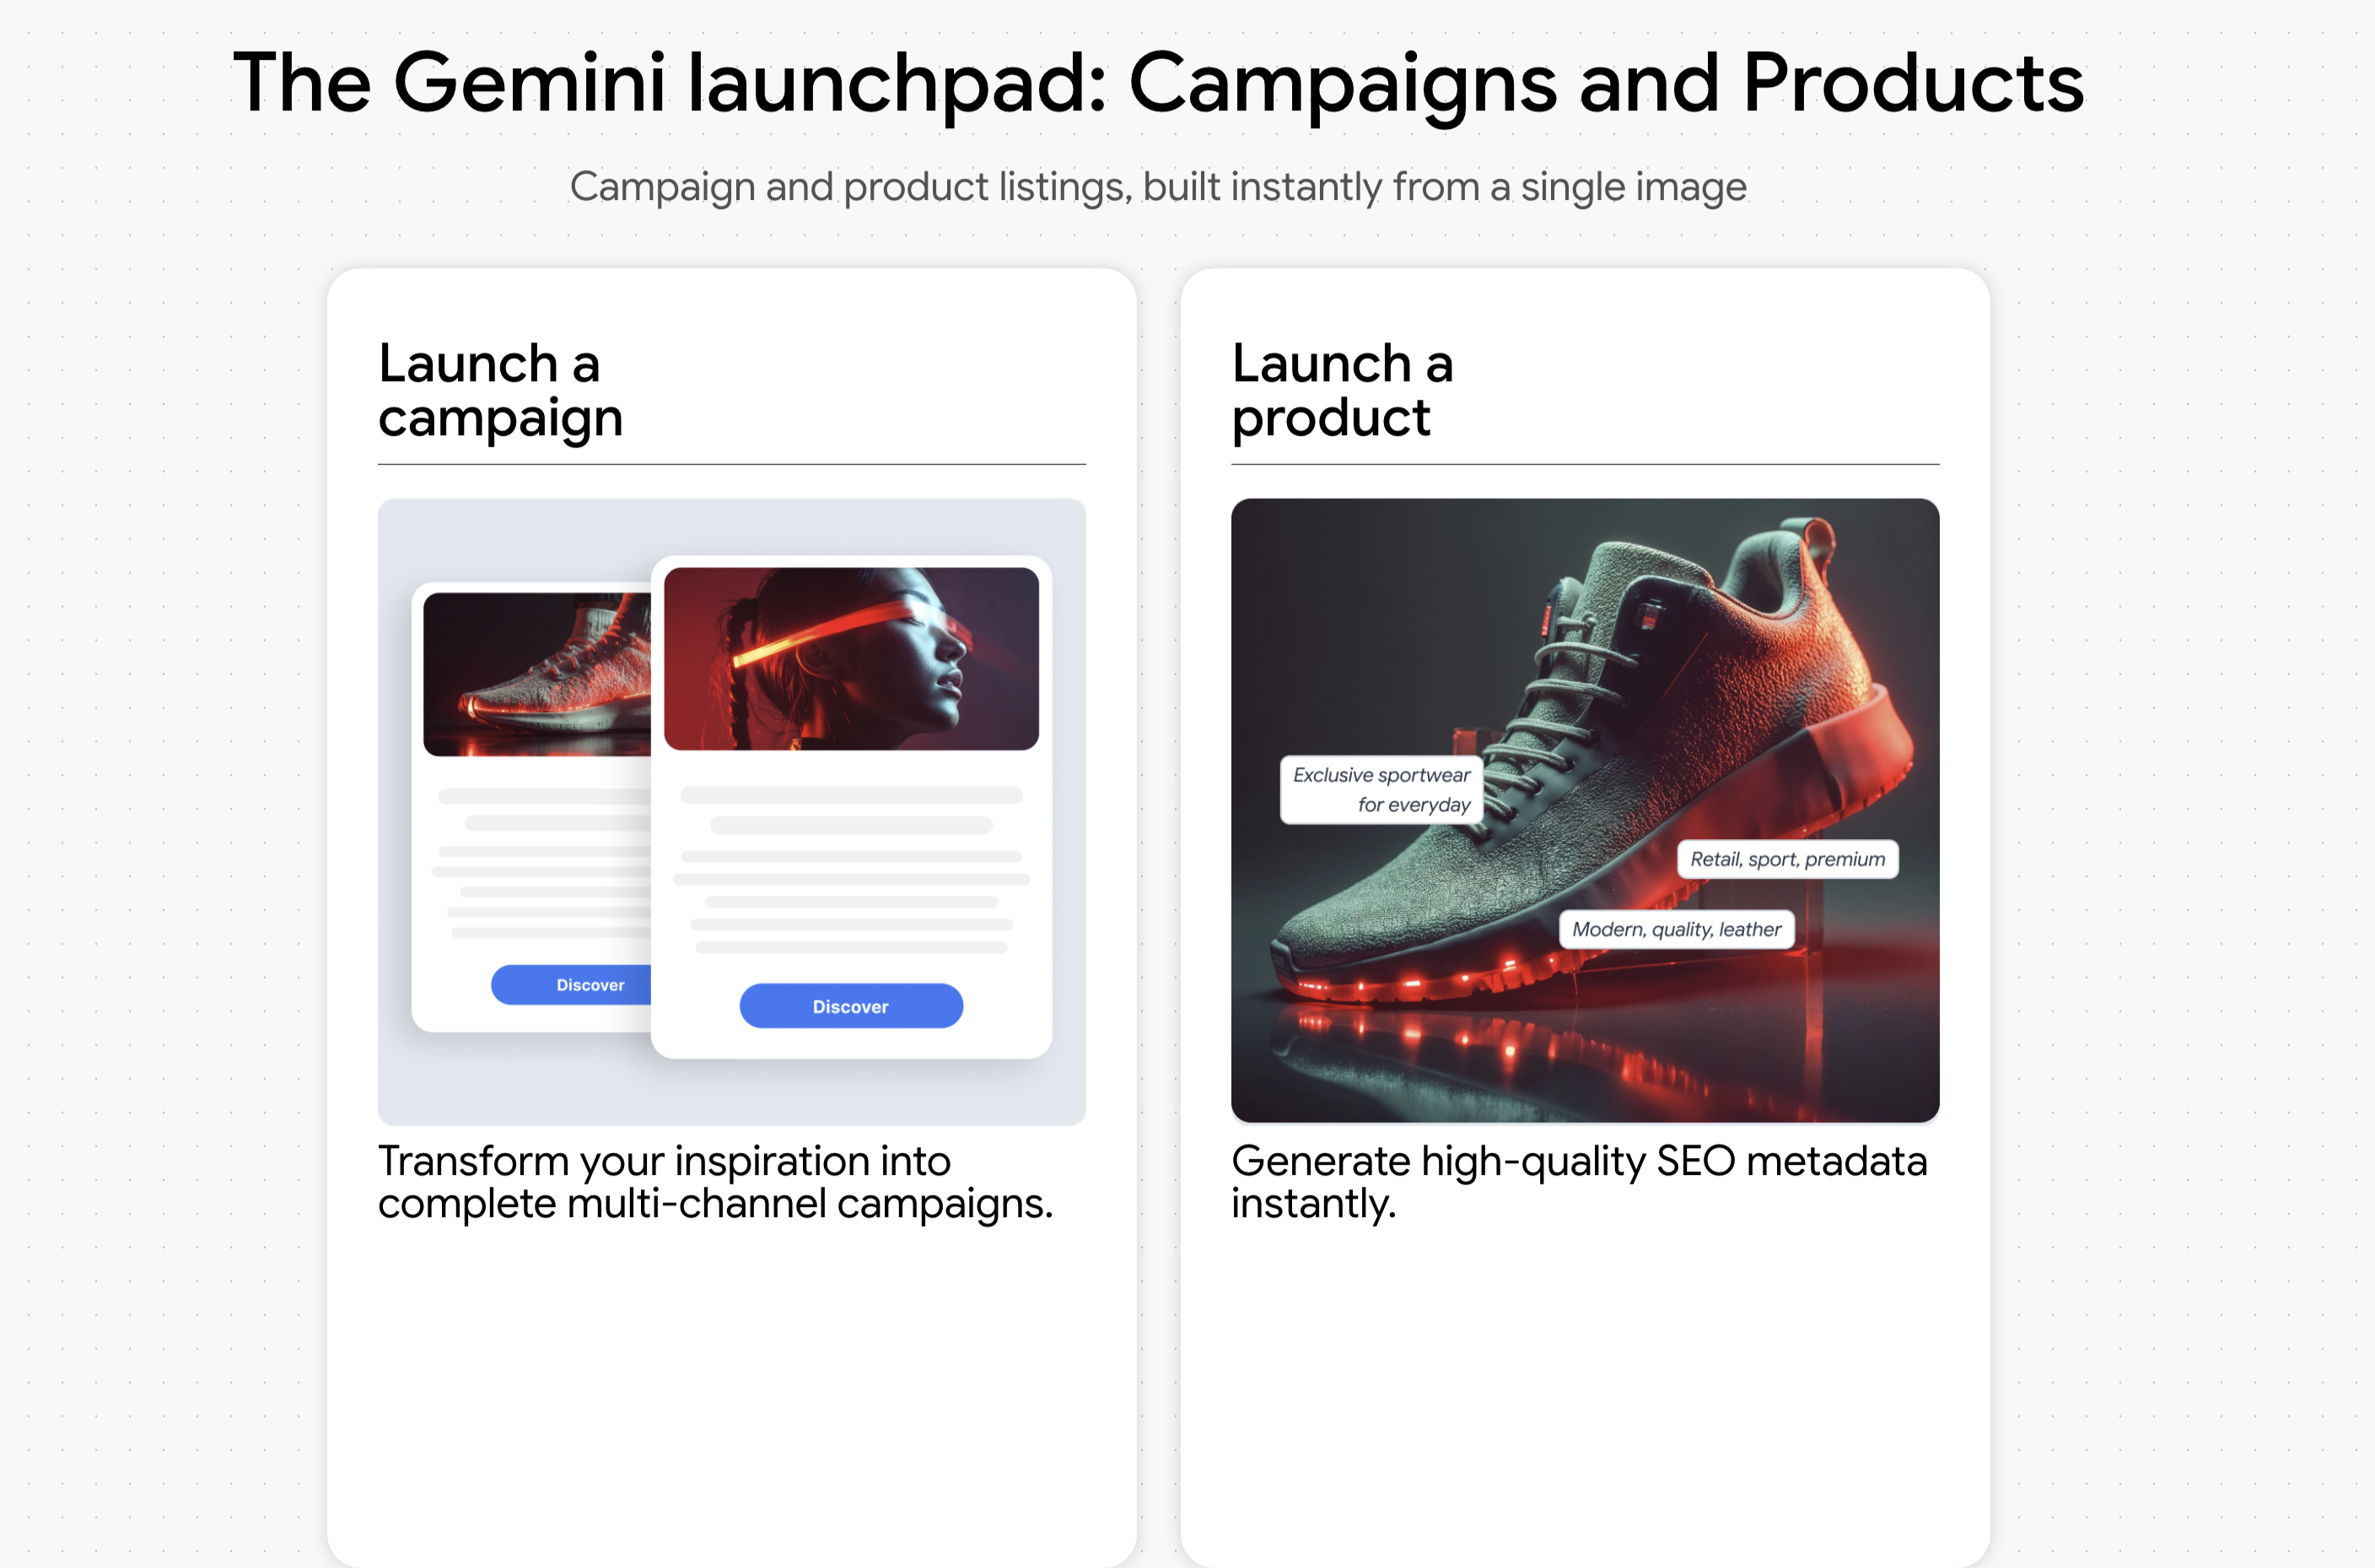 The Gemini launchpad: Campaigns and Products
Campaign and product listings, built instantly from a single image
Launch a
campaign
Discover
Discover
Transform your inspiration into
complete multi-channel campaigns.
Launch a
product
Exclusive sportwear
for everyday
Retail, sport, premium
Modern, quality, leather
Generate high-quality SEO metadata
instantly.